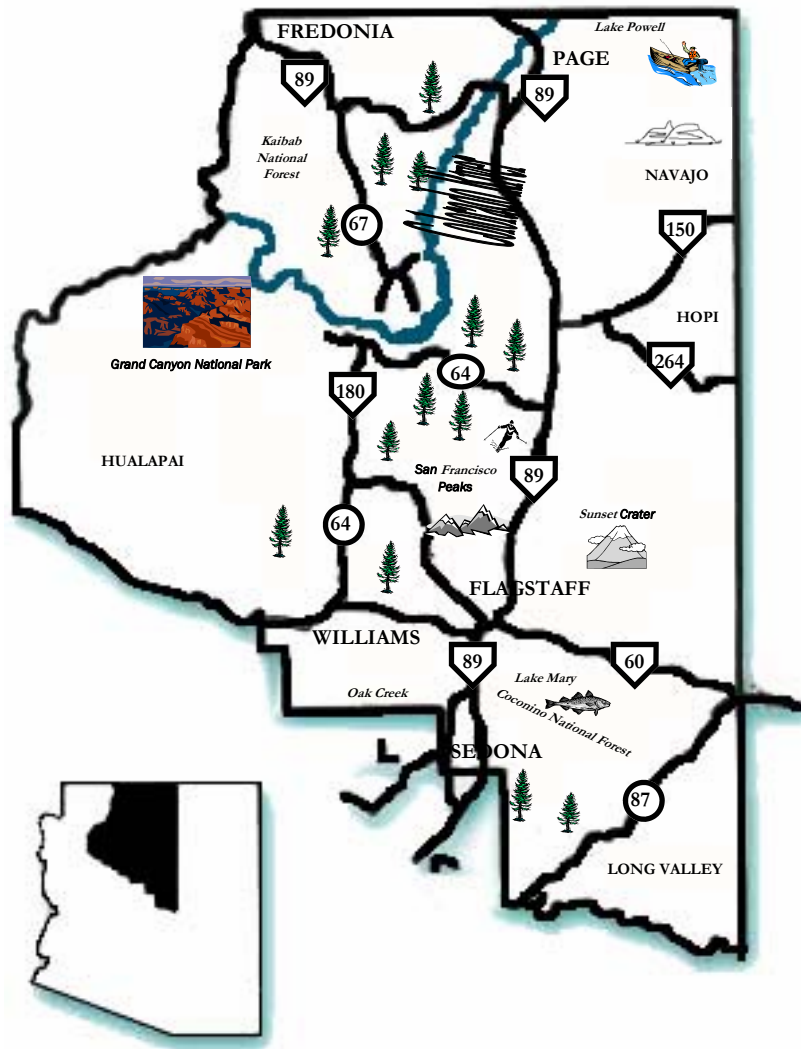 Lake Powell
FREDONIA
PAGE
89
89
Kaibab
National
Forest
NAVAJO
67
150
HOPI
Grand Canyon National Park
264
64
180
HUALAPAI
San Francisco
Peaks
89
64
Sunset Crater
FLAGSTAFF
WILLIAMS
89
60
Lake Mary
Oak Creek
Coconino National Forest
SEDONA
87
LONG VALLEY